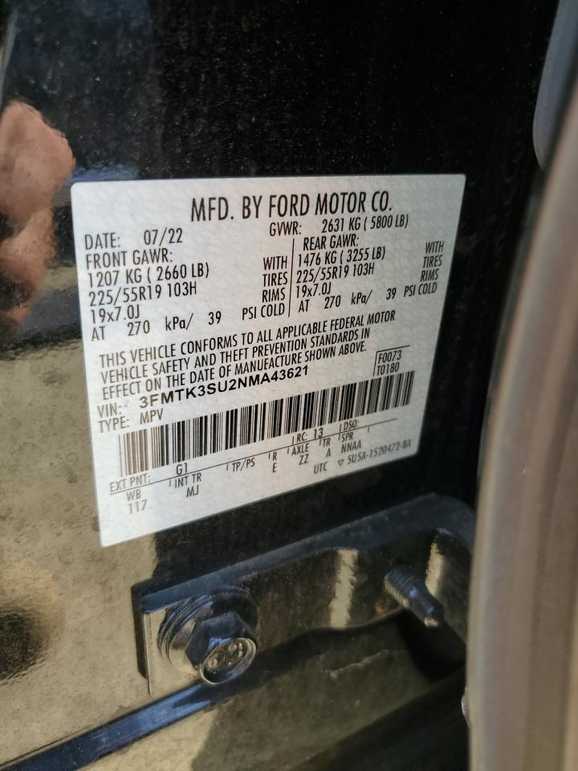 MFD. BY FORD MOTOR CO.
DATE: 07/22 GVWR: 2631 KG ( 5800 LB)
FRONT GAWR: REAR GAWR:
1207 KG ( 2660 LB) WITH 1476 KG ( 3255 LB) WITH
225/55R19 103H TIRES 225/55R19 103H TIRES
19x7.0J RIMS 19x7.0J RIMS
AT 270 kPa/ 39 PSI COLD AT 270 kPa/ 39 PSI COLD
THIS VEHICLE CONFORMS TO ALL APPLICABLE FEDERAL MOTOR
VEHICLE SAFETY AND THEFT PREVENTION STANDARDS IN
EFFECT ON THE DATE OF MANUFACTURE SHOWN ABOVE.
VIN: 3FMTK3SU2NMA43621 F0073
TYPE: MPV T0180
RC: 13 DSO:
EXT PNT: G1
WB INT TR TP/PS R AXLE TR SPR
117 MJ E ZZ A NNAA
UTC ▽ 5U5A-1520472-BA